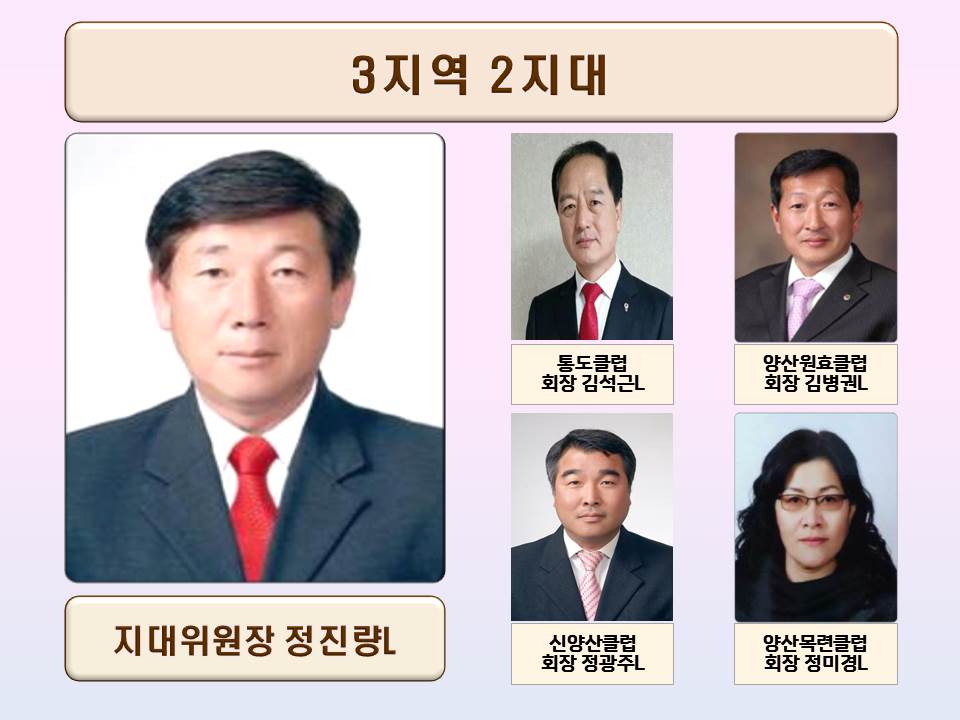 3지역 2지대
지대위원장 정진량L
통도클럽
회장 김석근L
양산원효클럽
회장 김병권L
신양산클럽
회장 정광주L
양산목련클럽
회장 정미경L